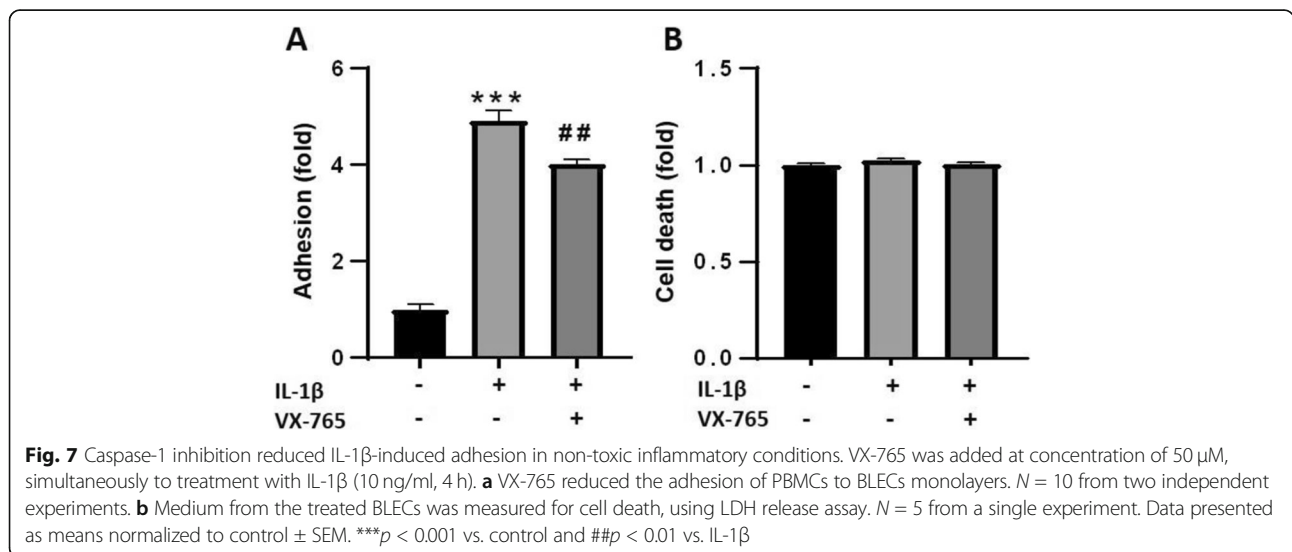 A
B
6
4
2
0
Adhesion (fold)
***
##
IL-1β - + +
VX-765 - - +
1.5
1.0
0.5
0.0
Cell death (fold)
- + +
- - +
Fig. 7 Caspase-1 inhibition reduced IL-1β-induced adhesion in non-toxic inflammatory conditions. VX-765 was added at concentration of 50 μM,
simultaneously to treatment with IL-1β (10 ng/ml, 4 h). a VX-765 reduced the adhesion of PBMCs to BLECs monolayers. N = 10 from two independent
experiments. b Medium from the treated BLECs was measured for cell death, using LDH release assay. N = 5 from a single experiment. Data presented
as means normalized to control ± SEM. ***p < 0.001 vs. control and ##p < 0.01 vs. IL-1β